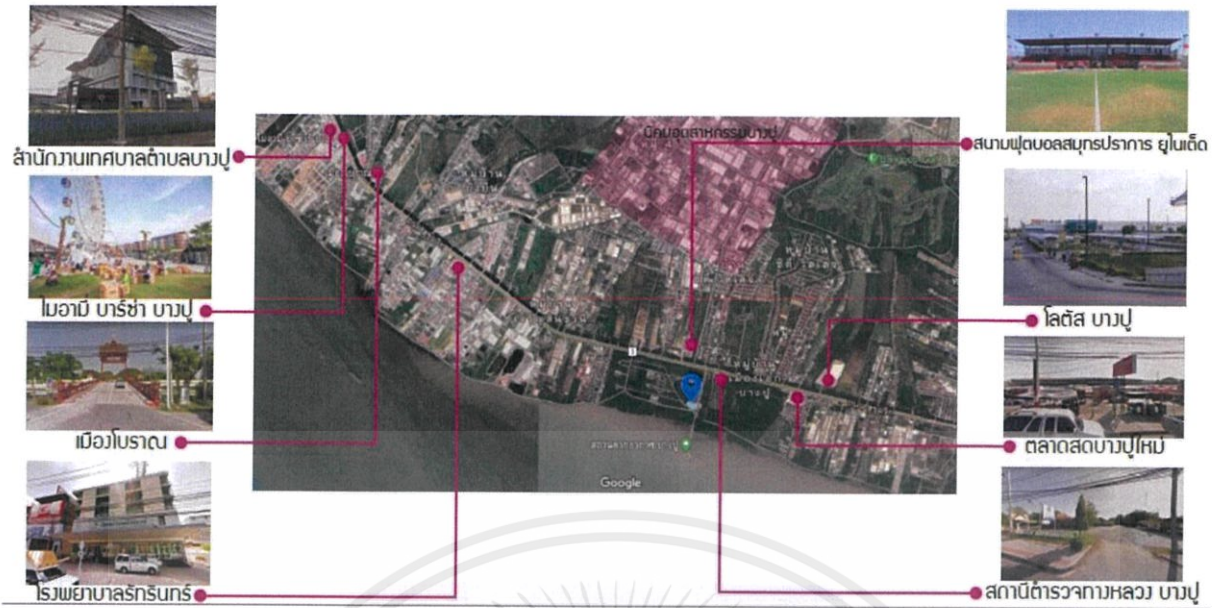 สำนักงานเทศบาลตำบลบางปู
ไมอามี บาร์ซ่า บางปู
เมืองโบราณ
โรงพยาบาลรัทรินทร์
นิคมอุตสาหกรรมบางปู
Google
สนามฟุตบอลสมุทรปราการ ยูไนเต็ด
โลตัส บางปู
ตลาดสดบางปูใหม่
สถานีตำรวจทางหลวง บางปู